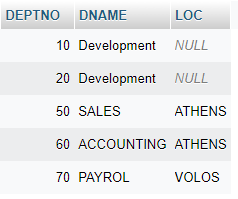 DEPTNO DNAME LOC
10 Development NULL
20 Development NULL
50 SALES ATHENS
60 ACCOUNTING ATHENS
70 PAYROL VOLOS